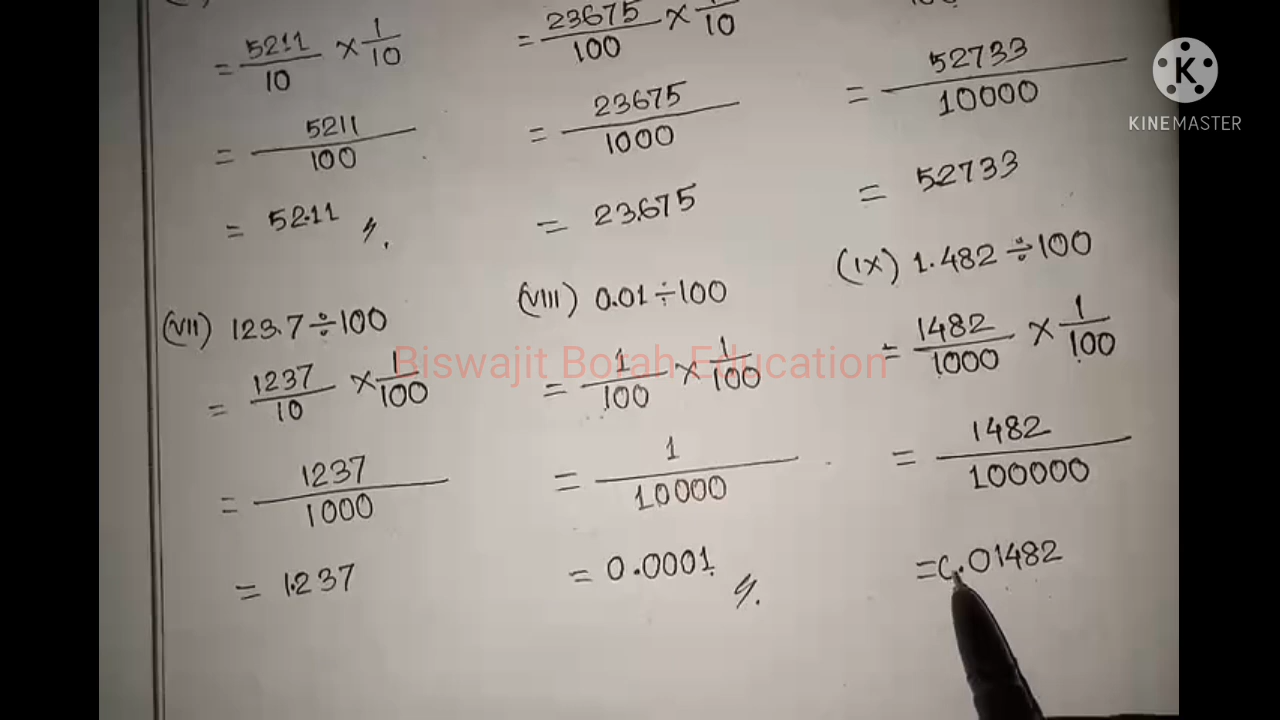 = 5211/10 × 1/10
= 5211/100
= 52.11
= 23675/100 × 1/10
= 23675/1000
= 23.675
= 52733/10000
= 5.2733
(VII) 123.7÷100
= 1237/10 × 1/100
= 1237/1000
= 1.237
(VIII) 0.01÷100
= 1/100 × 1/100
= 1/10000
= 0.0001
(IX) 1.482÷100
= 1482/1000 × 1/100
= 1482/100000
= 0.01482
Biswajit Borah Education
K
KINEMASTER